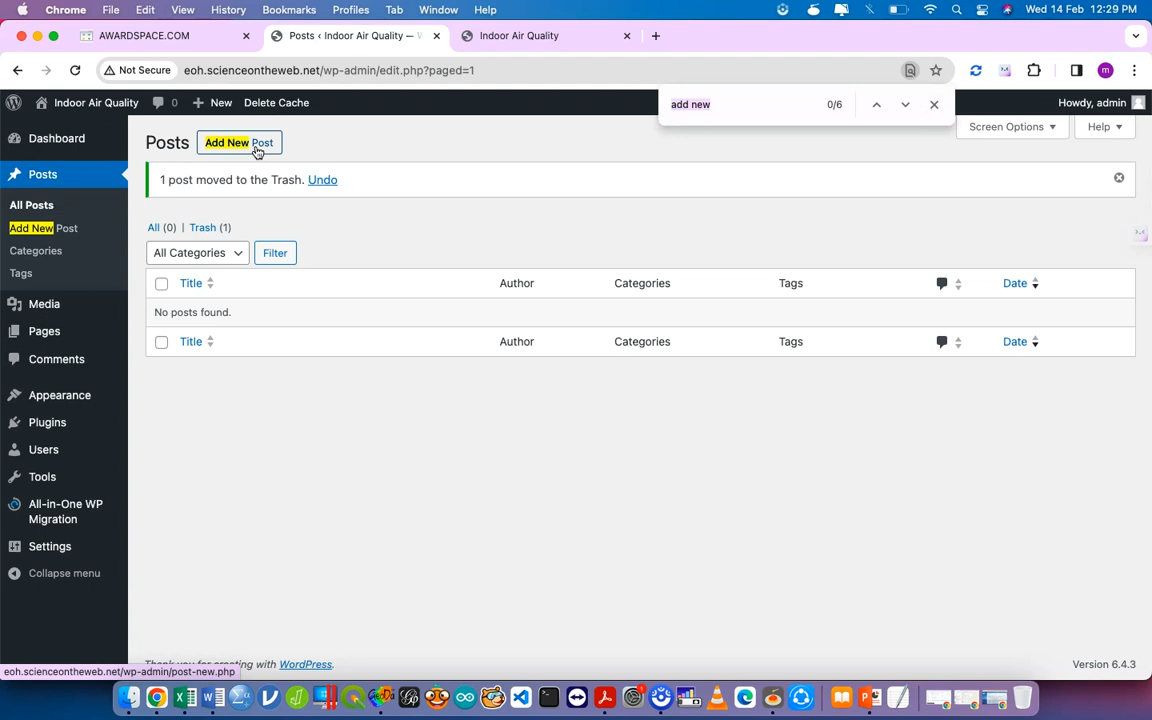 Chrome File Edit View History Bookmarks Profiles Tab Window Help Wed 14 Feb 12:29 PM
AWARDSPACE.COM Posts ‹ Indoor Air Quality — W Indoor Air Quality
Not Secure eoh.scienceontheweb.net/wp-admin/edit.php?paged=1
Indoor Air Quality 0 New Delete Cache add new 0/6 Howdy, admin
Screen Options Help
Dashboard
Posts Add New Post
Posts
1 post moved to the Trash. Undo
All Posts
Add New Post
Categories
Tags
Media
Pages
Comments
Appearance
Plugins
Users
Tools
All-in-One WP
Migration
Settings
Collapse menu
All (0) | Trash (1)
All Categories Filter
Title Author Categories Tags Date
No posts found.
Title Author Categories Tags Date
Thank you for creating with WordPress. Version 6.4.3
eoh.scienceontheweb.net/wp-admin/post-new.php